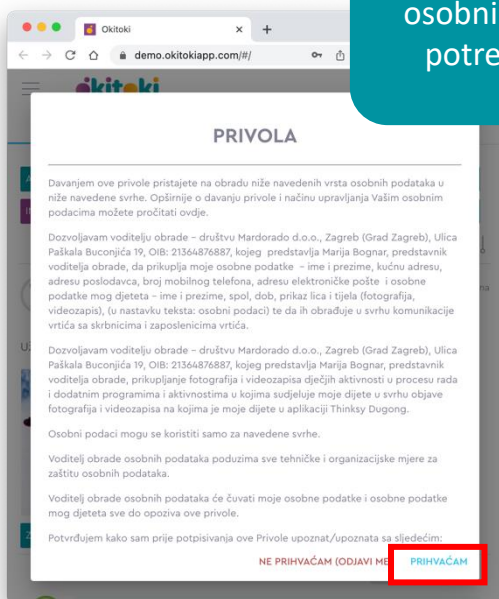 osobni
potre
Okitoki
demo.okitokiapp.com/#/
okitoki
PRIVOLA
Davanjem ove privole pristajete na obradu niže navedenih vrsta osobnih podataka u
niže navedene svrhe. Opširnije o davanju privole i načinu upravljanja Vašim osobnim
podacima možete pročitati ovdje.
Dozvoljavam voditelju obrade – društvu Mardorado d.o.o., Zagreb (Grad Zagreb), Ulica
Paškala Buconjića 19, OIB: 21364876887, kojeg predstavlja Marija Bognar, predstavnik
voditelja obrade, da prikuplja moje osobne podatke – ime i prezime, kućnu adresu,
adresu poslodavca, broj mobilnog telefona, adresu elektroničke pošte i osobne
podatke mog djeteta – ime i prezime, spol, dob, prikaz lica i tijela (fotografija,
videozapis), (u nastavku teksta: osobni podaci) te da ih obrađuje u svrhu komunikacije
vrtića sa skrbnicima i zaposlenicima vrtića.
Dozvoljavam voditelju obrade – društvu Mardorado d.o.o., Zagreb (Grad Zagreb), Ulica
Paškala Buconjića 19, OIB: 21364876887, kojeg predstavlja Marija Bognar, predstavnik
voditelja obrade, prikupljanje fotografija i videozapisa dječjih aktivnosti u procesu rada
i dodatnim programima i aktivnostima u kojima sudjeluje moje dijete u svrhu objave
fotografija i videozapisa na kojima je moje dijete u aplikaciji Thinksy Dugong.
Osobni podaci mogu se koristiti samo za navedene svrhe.
Voditelj obrade osobnih podataka poduzima sve tehničke i organizacijske mjere za
zaštitu osobnih podataka.
Voditelj obrade osobnih podataka će čuvati moje osobne podatke i osobne podatke
mog djeteta sve do opoziva ove privole.
Potvrđujem kako sam prije potpisivanja ove Privole upoznat/upoznata sa sljedećim:
NE PRIHVAĆAM (ODJAVI ME PRIHVAĆAM